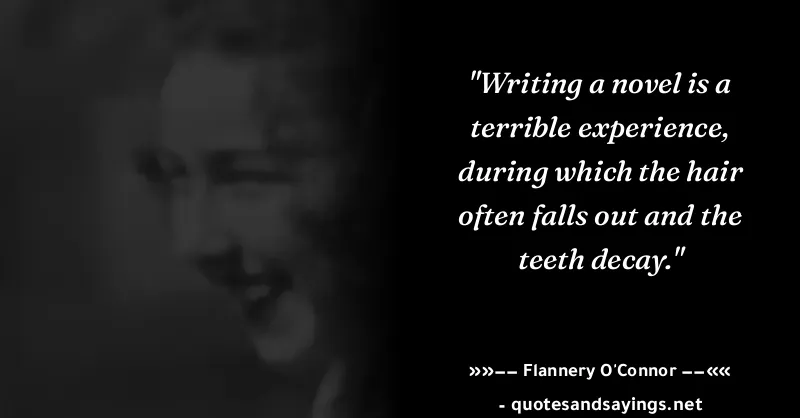 "Writing a novel is a
terrible experience,
during which the hair
often falls out and the
teeth decay."
»»−− Flannery O'Connor −−««
- quotesandsayings.net